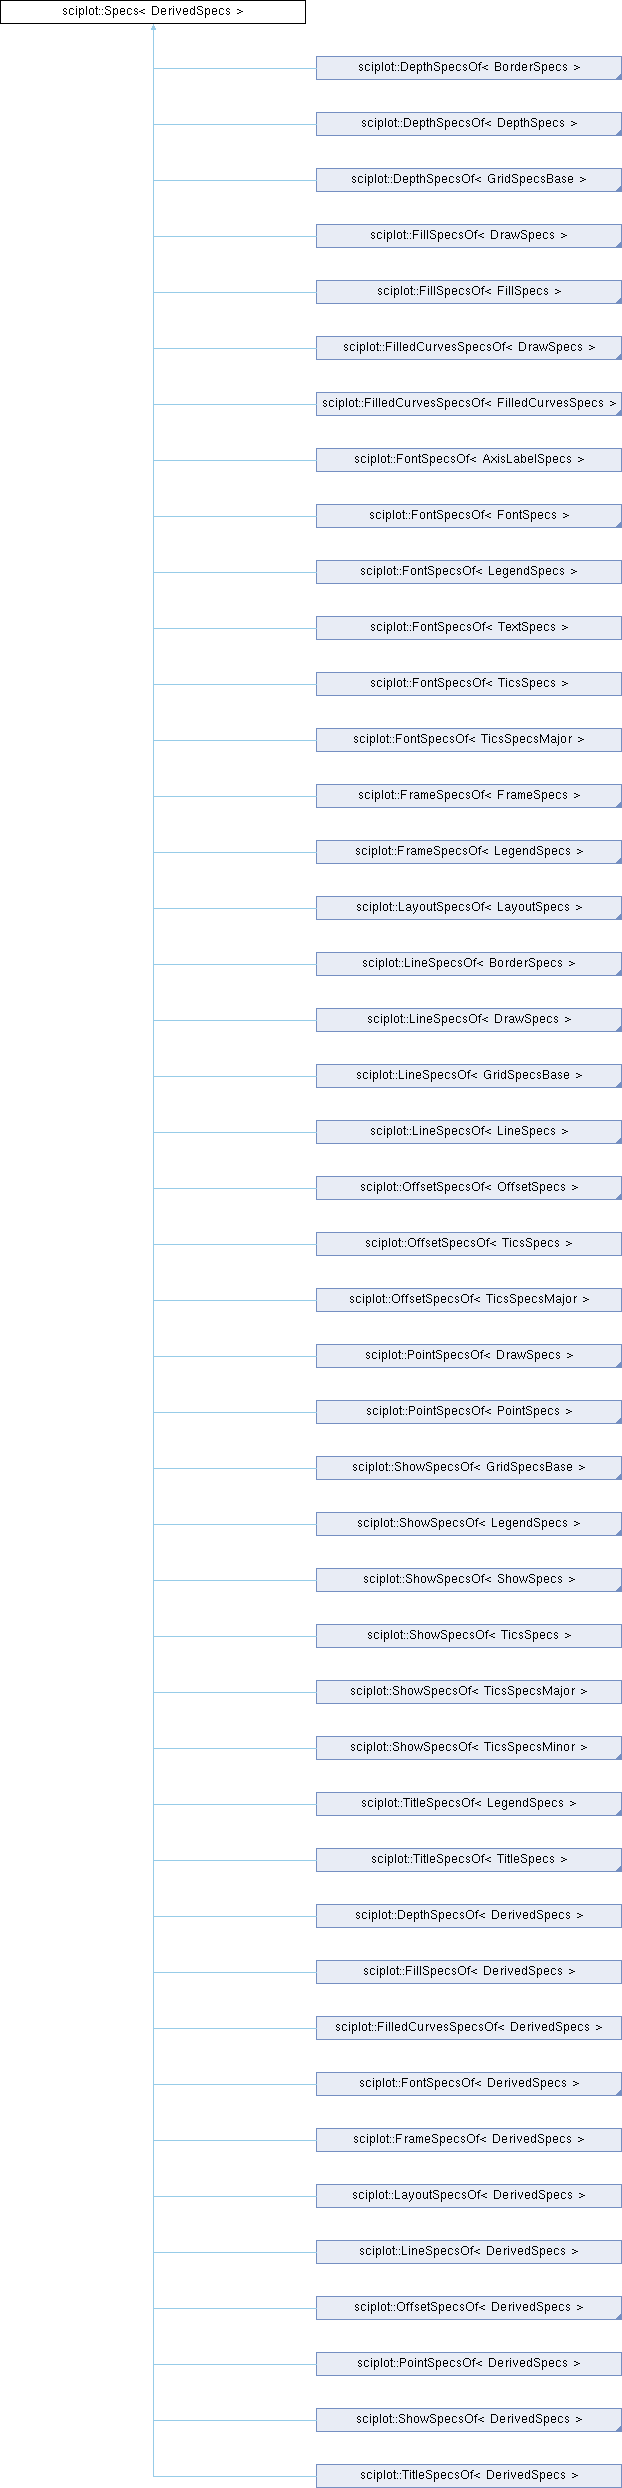 sciplot::Specs< DerivedSpecs >
sciplot::DepthSpecsOf< BorderSpecs >
sciplot::DepthSpecsOf< DepthSpecs >
sciplot::DepthSpecsOf< GridSpecsBase >
sciplot::FillSpecsOf< DrawSpecs >
sciplot::FillSpecsOf< FillSpecs >
sciplot::FilledCurvesSpecsOf< DrawSpecs >
sciplot::FilledCurvesSpecsOf< FilledCurvesSpecs >
sciplot::FontSpecsOf< AxisLabelSpecs >
sciplot::FontSpecsOf< FontSpecs >
sciplot::FontSpecsOf< LegendSpecs >
sciplot::FontSpecsOf< TextSpecs >
sciplot::FontSpecsOf< TicsSpecs >
sciplot::FontSpecsOf< TicsSpecsMajor >
sciplot::FrameSpecsOf< FrameSpecs >
sciplot::FrameSpecsOf< LegendSpecs >
sciplot::LayoutSpecsOf< LayoutSpecs >
sciplot::LineSpecsOf< BorderSpecs >
sciplot::LineSpecsOf< DrawSpecs >
sciplot::LineSpecsOf< GridSpecsBase >
sciplot::LineSpecsOf< LineSpecs >
sciplot::OffsetSpecsOf< OffsetSpecs >
sciplot::OffsetSpecsOf< TicsSpecs >
sciplot::OffsetSpecsOf< TicsSpecsMajor >
sciplot::PointSpecsOf< DrawSpecs >
sciplot::PointSpecsOf< PointSpecs >
sciplot::ShowSpecsOf< GridSpecsBase >
sciplot::ShowSpecsOf< LegendSpecs >
sciplot::ShowSpecsOf< ShowSpecs >
sciplot::ShowSpecsOf< TicsSpecs >
sciplot::ShowSpecsOf< TicsSpecsMajor >
sciplot::ShowSpecsOf< TicsSpecsMinor >
sciplot::TitleSpecsOf< LegendSpecs >
sciplot::TitleSpecsOf< TitleSpecs >
sciplot::DepthSpecsOf< DerivedSpecs >
sciplot::FillSpecsOf< DerivedSpecs >
sciplot::FilledCurvesSpecsOf< DerivedSpecs >
sciplot::FontSpecsOf< DerivedSpecs >
sciplot::FrameSpecsOf< DerivedSpecs >
sciplot::LayoutSpecsOf< DerivedSpecs >
sciplot::LineSpecsOf< DerivedSpecs >
sciplot::OffsetSpecsOf< DerivedSpecs >
sciplot::PointSpecsOf< DerivedSpecs >
sciplot::ShowSpecsOf< DerivedSpecs >
sciplot::TitleSpecsOf< DerivedSpecs >